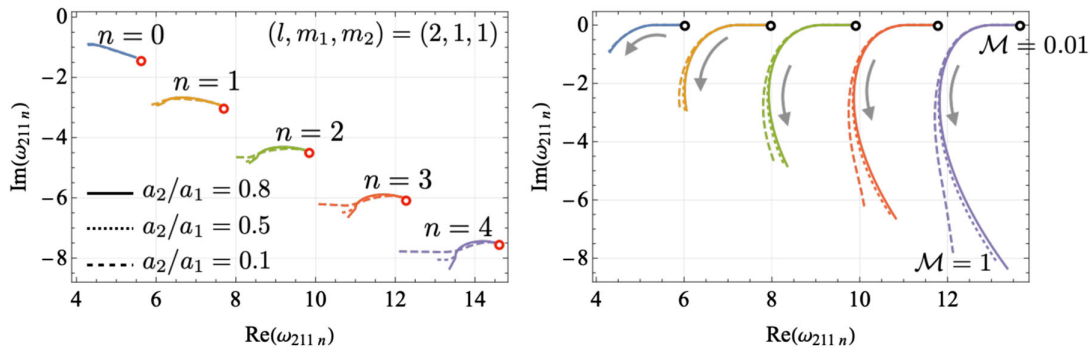 n = 0
(l, m₁, m₂) = (2, 1, 1)
n = 1
n = 2
n = 3
n = 4
a₂/a₁ = 0.8
a₂/a₁ = 0.5
a₂/a₁ = 0.1
0
−2
−4
−6
−8
4 6 8 10 12 14
Im(ω₂₁₁ ₙ)
Re(ω₂₁₁ ₙ)
ℳ = 0.01
ℳ = 1
0
−2
−4
−6
−8
4 6 8 10 12
Im(ω₂₁₁ ₙ)
Re(ω₂₁₁ ₙ)